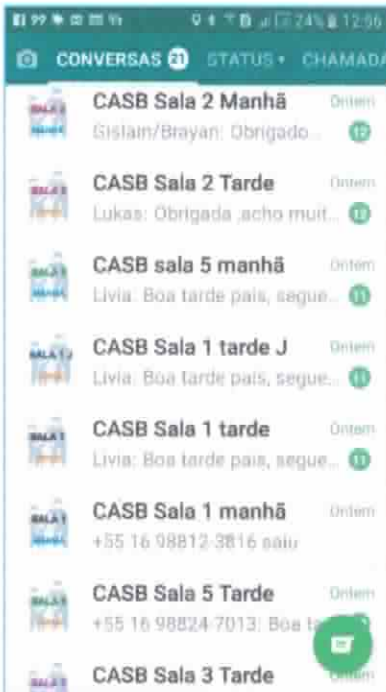 99 24% 12:56
CONVERSAS 21 STATUS CHAMADA
CASB Sala 2 Manhã Ontem
Gislain/Brayan: Obrigado... 12
CASB Sala 2 Tarde Ontem
Lukas: Obrigada ,acho muit... 12
CASB sala 5 manhã Ontem
Livia: Boa tarde pais, segue... 11
CASB Sala 1 tarde J Ontem
Livia: Boa tarde pais, segue... 11
CASB Sala 1 tarde Ontem
Livia: Boa tarde pais, segue... 11
CASB Sala 1 manhã Ontem
+55 16 98812-3816 saiu
CASB Sala 5 Tarde Ontem
+55 16 98824-7013: Boa ta
CASB Sala 3 Tarde Ontem